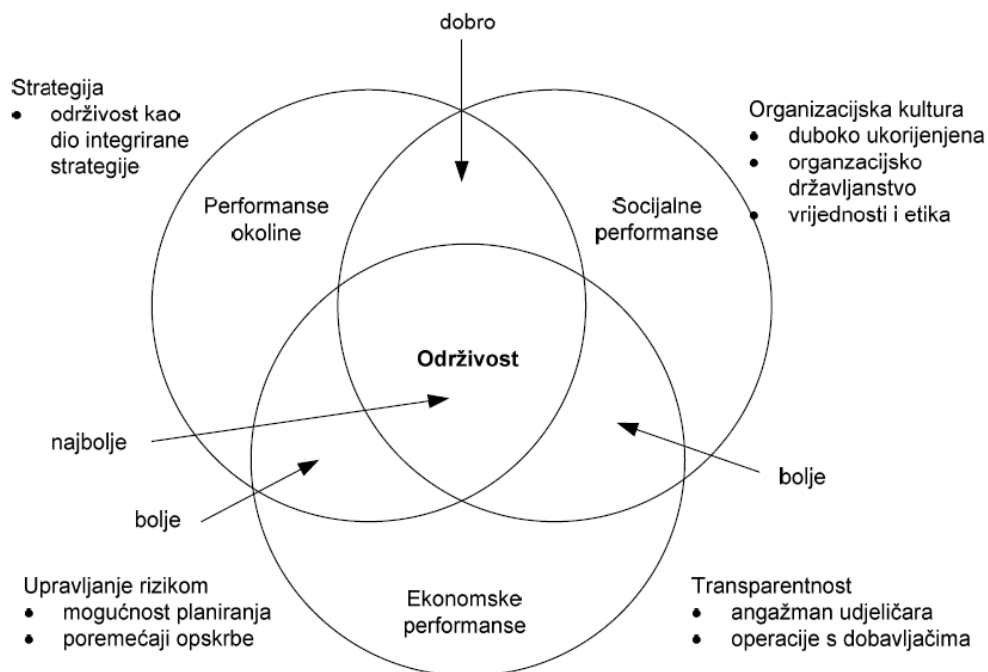 dobro
Strategija
• održivost kao
dio integrirane
strategije
Organizacijska kultura
• duboko ukorijenjena
• organzacijsko
državljanstvo
• vrijednosti i etika
Performanse
okoline
Socijalne
performanse
Održivost
najbolje
bolje
bolje
Upravljanje rizikom
• mogućnost planiranja
• poremećaji opskrbe
Ekonomske
performanse
Transparentnost
• angažman udjeličara
• operacije s dobavljačima